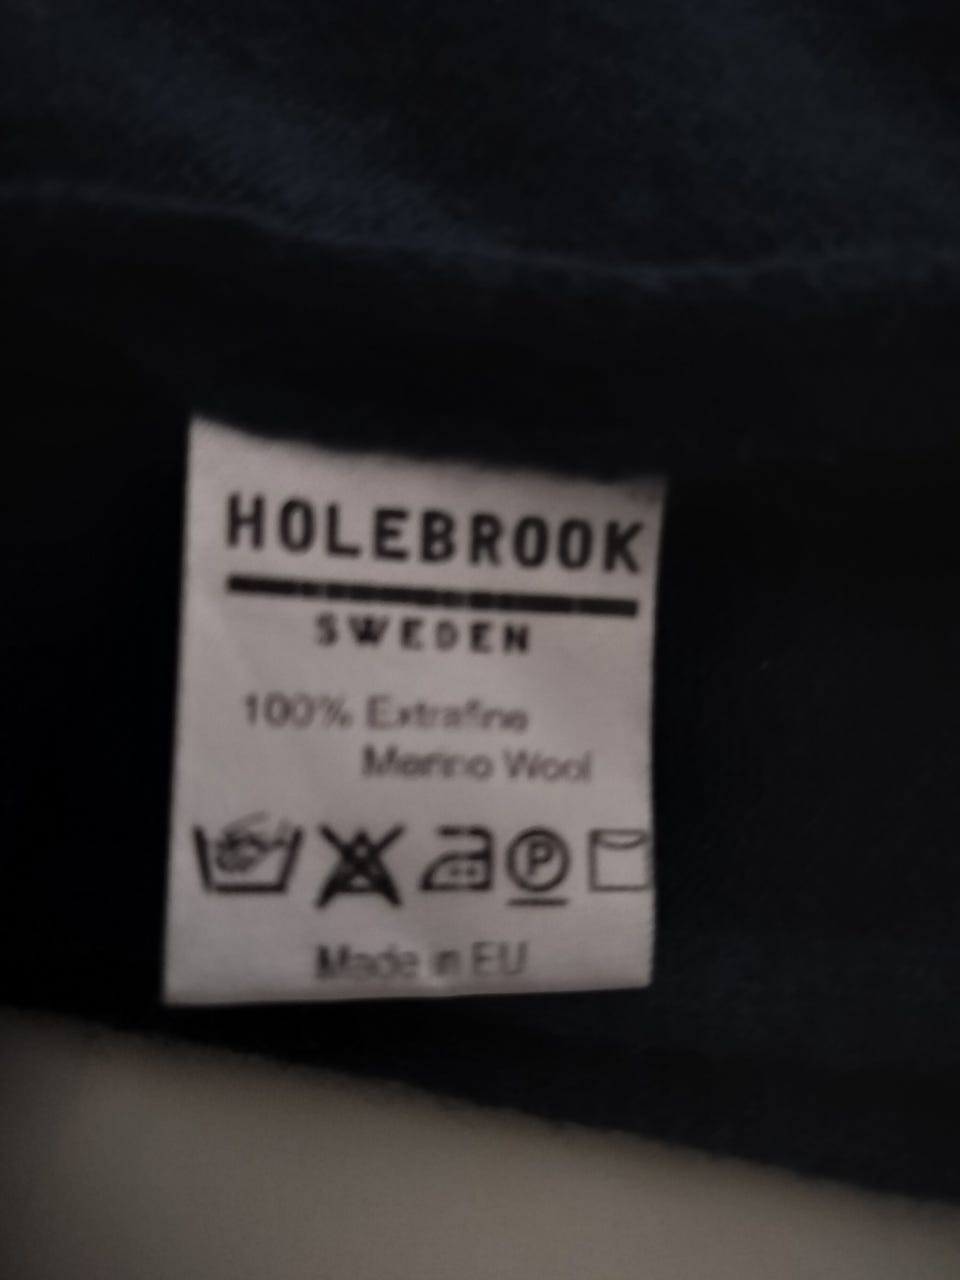 HOLEBROOK
SWEDEN
100% Extrafine
Merino Wool
P
Made in EU